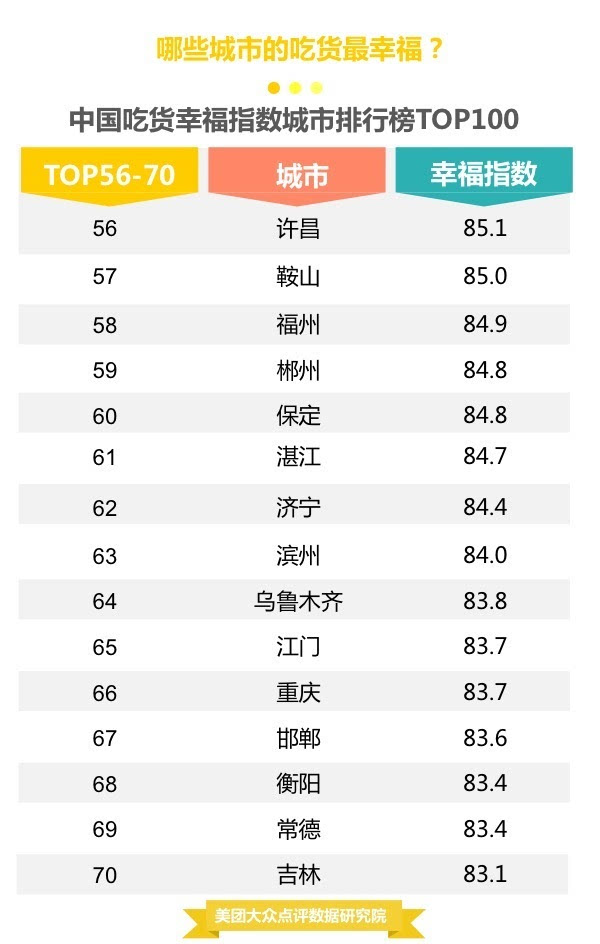 哪些城市的吃货最幸福？
中国吃货幸福指数城市排行榜TOP100
TOP56-70 城市 幸福指数
56 许昌 85.1
57 鞍山 85.0
58 福州 84.9
59 郴州 84.8
60 保定 84.8
61 湛江 84.7
62 济宁 84.4
63 滨州 84.0
64 乌鲁木齐 83.8
65 江门 83.7
66 重庆 83.7
67 邯郸 83.6
68 衡阳 83.4
69 常德 83.4
70 吉林 83.1
美团大众点评数据研究院